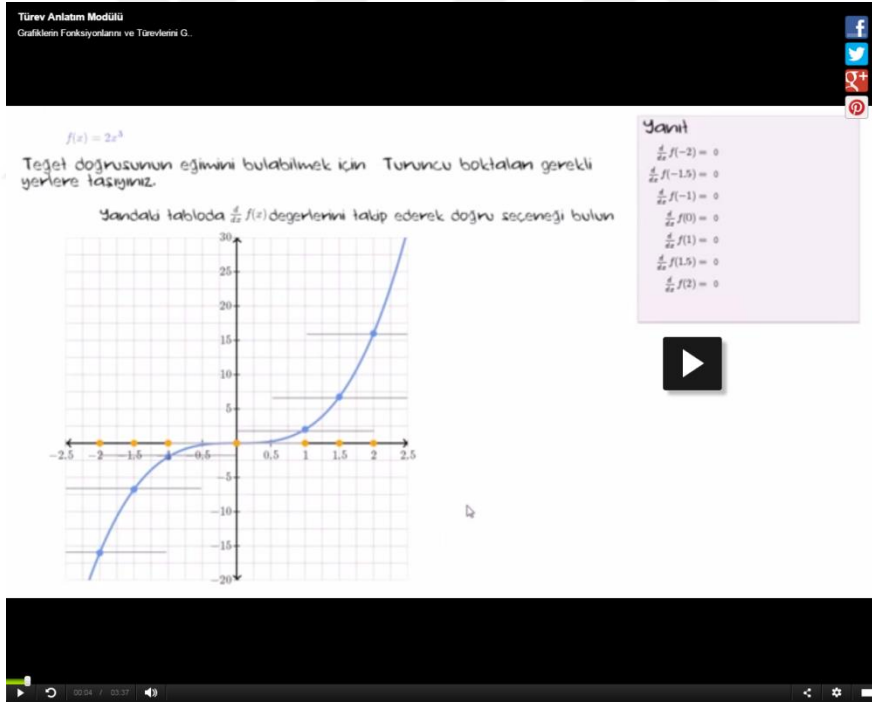 Türev Anlatım Modülü
Grafiklerin Fonksiyonlarını ve Türevlerini G..
f(x) = 2x³
Teğet doğrusunun eğimini bulabilmek için Turuncu boktaları gerekli
yerlere taşıyınız.
Yandaki tabloda d/dx f(x) değerlerini takip ederek doğru seçeneği bulun
Yanıt
d/dx f(-2) = 0
d/dx f(-1.5) = 0
d/dx f(-1) = 0
d/dx f(0) = 0
d/dx f(1) = 0
d/dx f(1.5) = 0
d/dx f(2) = 0
30
25
20
15
10
5
-2.5 -2 -1.5 -1 -0.5 0.5 1 1.5 2 2.5
-5
-10
-15
-20
00:04 / 03:37